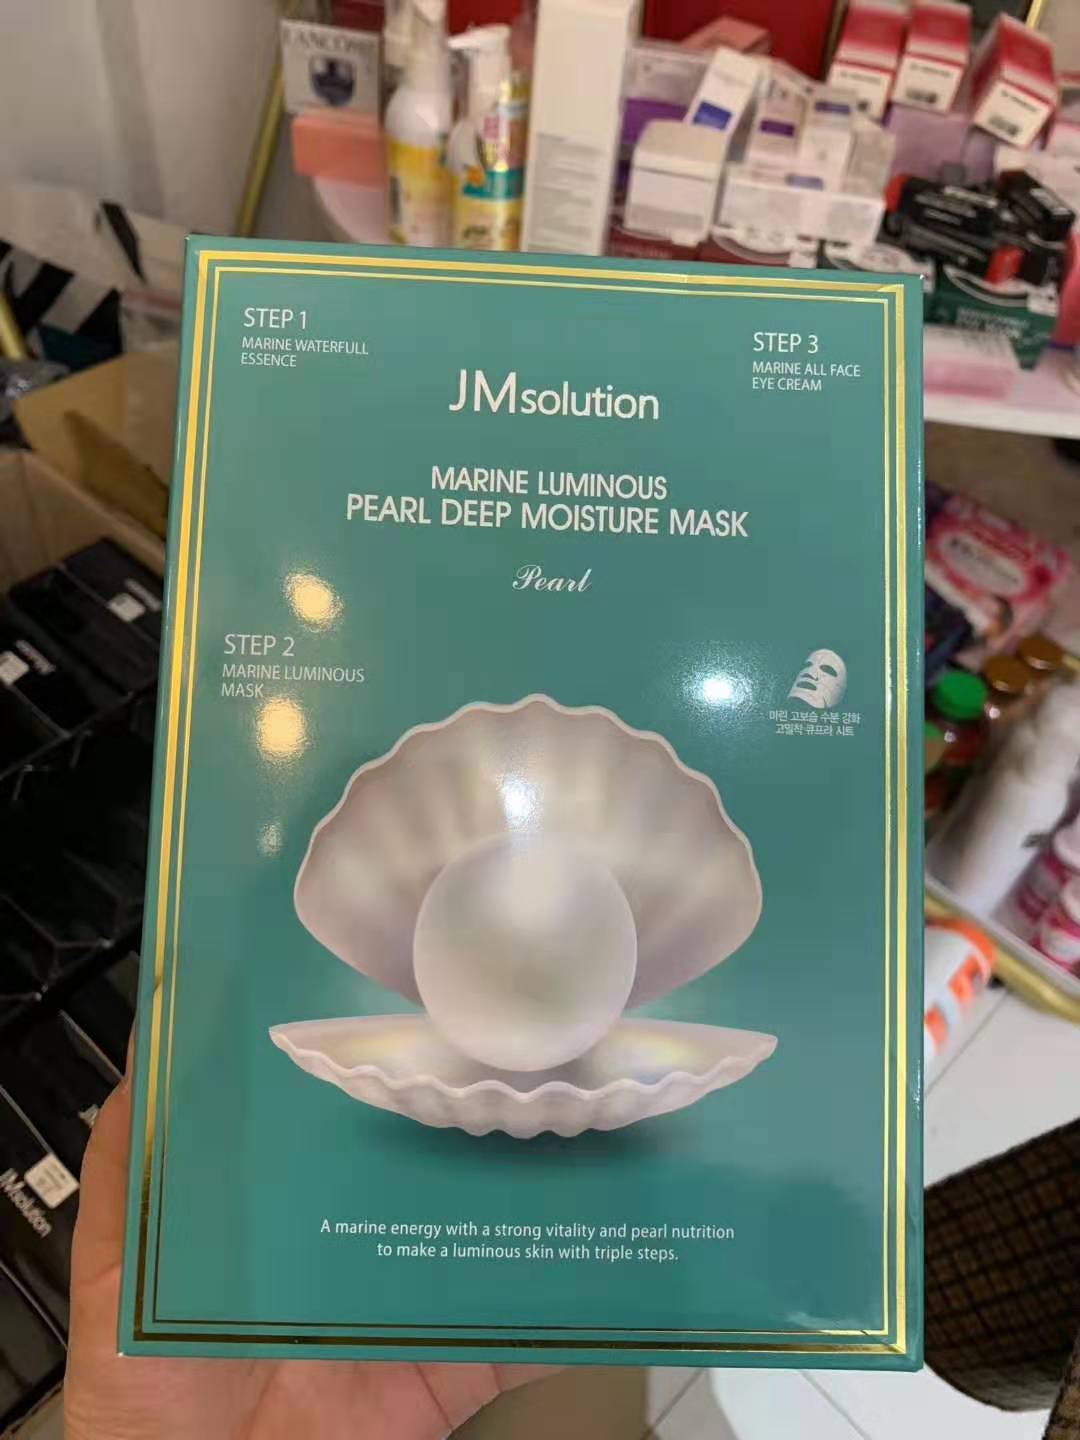 LANCÔME
STEP 1
MARINE WATERFULL
ESSENCE
STEP 3
MARINE ALL FACE
EYE CREAM
JMsolution
MARINE LUMINOUS
PEARL DEEP MOISTURE MASK
Pearl
STEP 2
MARINE LUMINOUS
MASK
마린 고보습 수분 강화
고밀착 큐프라 시트
A marine energy with a strong vitality and pearl nutrition
to make a luminous skin with triple steps.
JMsolution